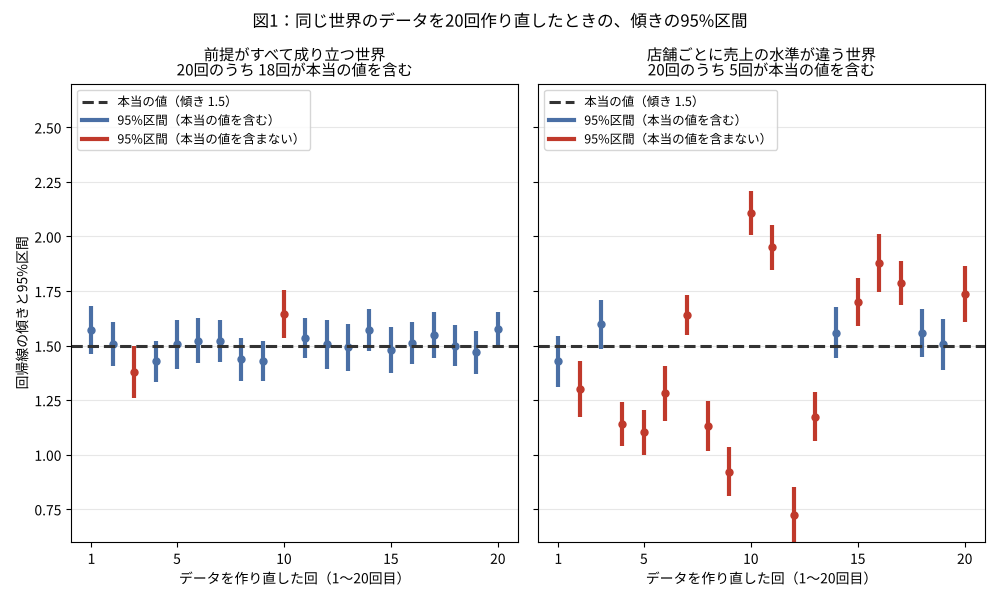 図1：同じ世界のデータを20回作り直したときの、傾きの95%区間
前提がすべて成り立つ世界
20回のうち 18回が本当の値を含む
本当の値（傾き 1.5）
95%区間（本当の値を含む）
95%区間（本当の値を含まない）
回帰線の傾きと95%区間
2.50
2.25
2.00
1.75
1.50
1.25
1.00
0.75
1
5
10
15
20
データを作り直した回（1～20回目）
店舗ごとに売上の水準が違う世界
20回のうち 5回が本当の値を含む
本当の値（傾き 1.5）
95%区間（本当の値を含む）
95%区間（本当の値を含まない）
1
5
10
15
20
データを作り直した回（1～20回目）